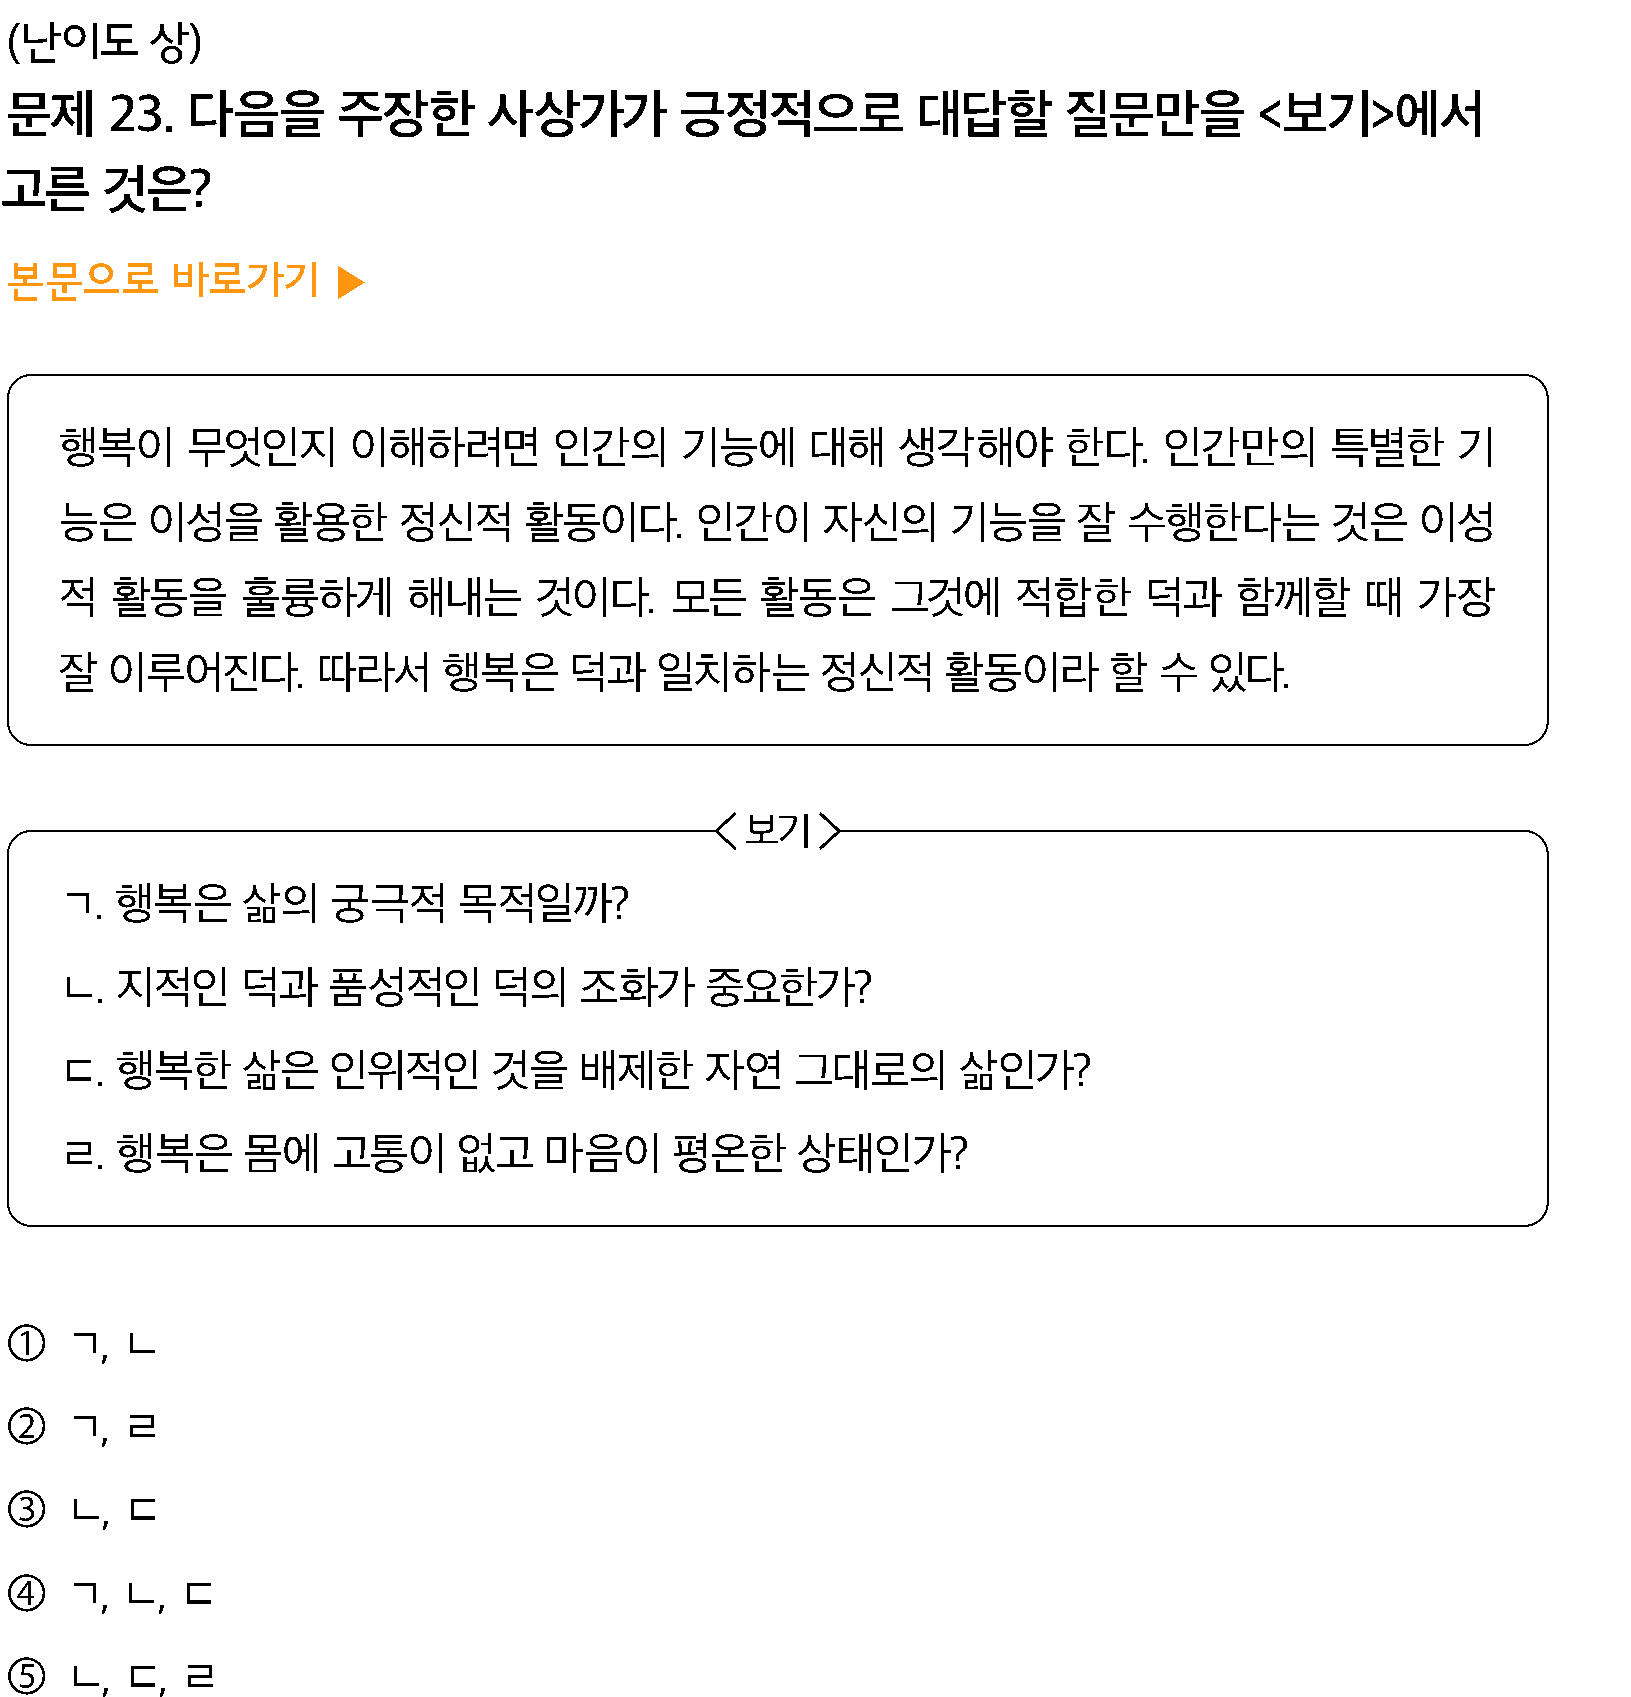 (난이도 상)
문제 23. 다음을 주장한 사상가가 긍정적으로 대답할 질문만을 <보기>에서
고른 것은?
본문으로 바로가기 ▶
행복이 무엇인지 이해하려면 인간의 기능에 대해 생각해야 한다. 인간만의 특별한 기
능은 이성을 활용한 정신적 활동이다. 인간이 자신의 기능을 잘 수행한다는 것은 이성
적 활동을 훌륭하게 해내는 것이다. 모든 활동은 그것에 적합한 덕과 함께할 때 가장
잘 이루어진다. 따라서 행복은 덕과 일치하는 정신적 활동이라 할 수 있다.
<보기>
ㄱ. 행복은 삶의 궁극적 목적일까?
ㄴ. 지적인 덕과 품성적인 덕의 조화가 중요한가?
ㄷ. 행복한 삶은 인위적인 것을 배제한 자연 그대로의 삶인가?
ㄹ. 행복은 몸에 고통이 없고 마음이 평온한 상태인가?
① ㄱ, ㄴ
② ㄱ, ㄹ
③ ㄴ, ㄷ
④ ㄱ, ㄴ, ㄷ
⑤ ㄴ, ㄷ, ㄹ